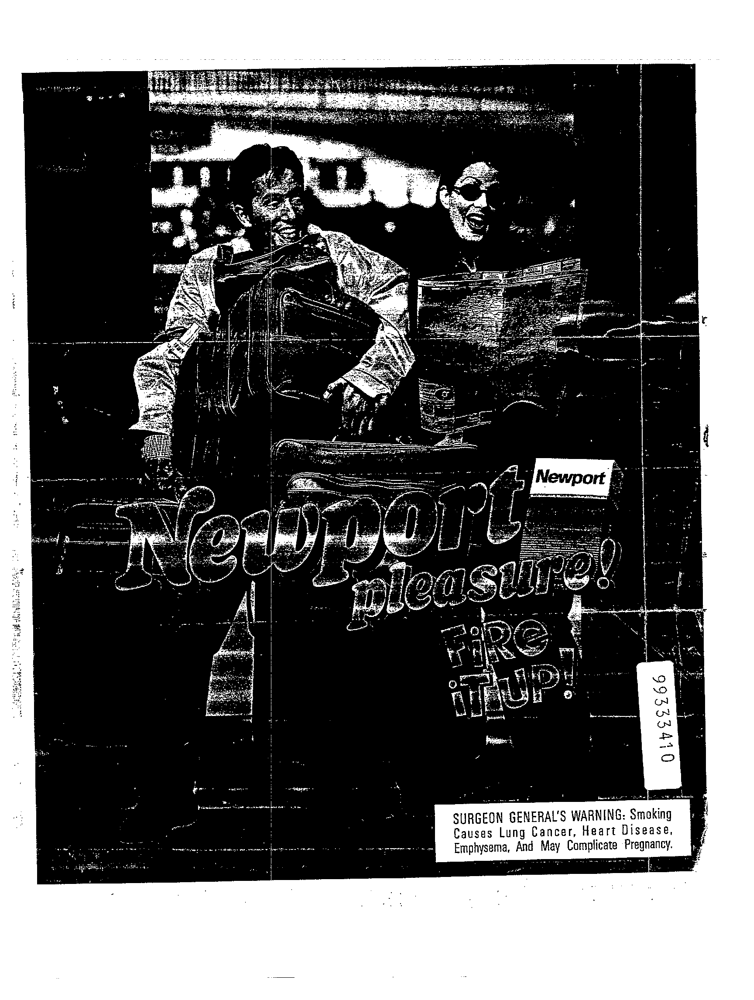 Newport
Newport
pleasure!
FiRe
iT UP!
99333410
SURGEON GENERAL'S WARNING: Smoking
Causes Lung Cancer, Heart Disease,
Emphysema, And May Complicate Pregnancy.